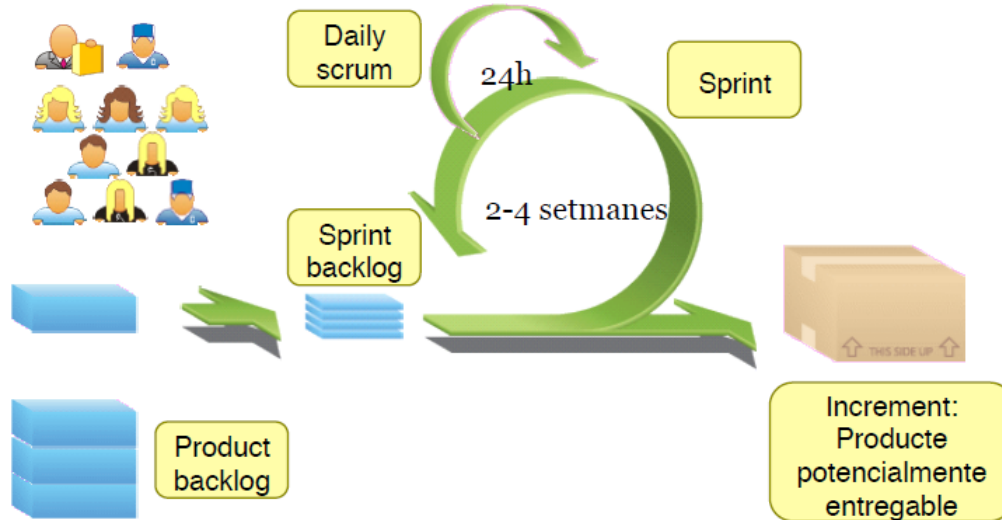 Daily
scrum
24h
Sprint
2-4 setmanes
Sprint
backlog
THIS SIDE UP
Product
backlog
Increment:
Producte
potencialment
entregable